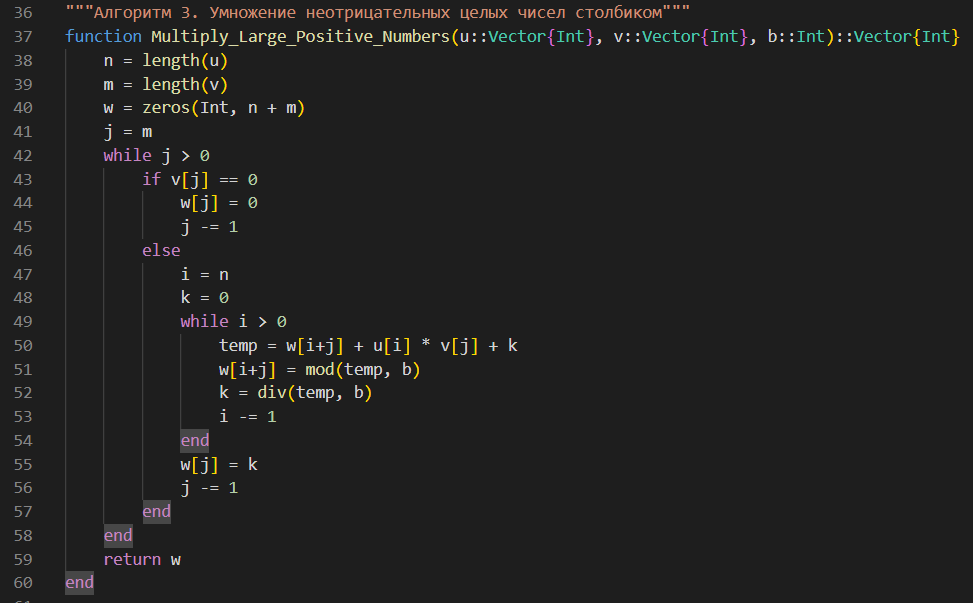 36 """Алгоритм 3. Умножение неотрицательных целых чисел столбиком"""
37 function Multiply_Large_Positive_Numbers(u::Vector{Int}, v::Vector{Int}, b::Int)::Vector{Int}
38     n = length(u)
39     m = length(v)
40     w = zeros(Int, n + m)
41     j = m
42     while j > 0
43         if v[j] == 0
44             w[j] = 0
45             j -= 1
46         else
47             i = n
48             k = 0
49             while i > 0
50                 temp = w[i+j] + u[i] * v[j] + k
51                 w[i+j] = mod(temp, b)
52                 k = div(temp, b)
53                 i -= 1
54             end
55             w[j] = k
56             j -= 1
57         end
58     end
59     return w
60 end